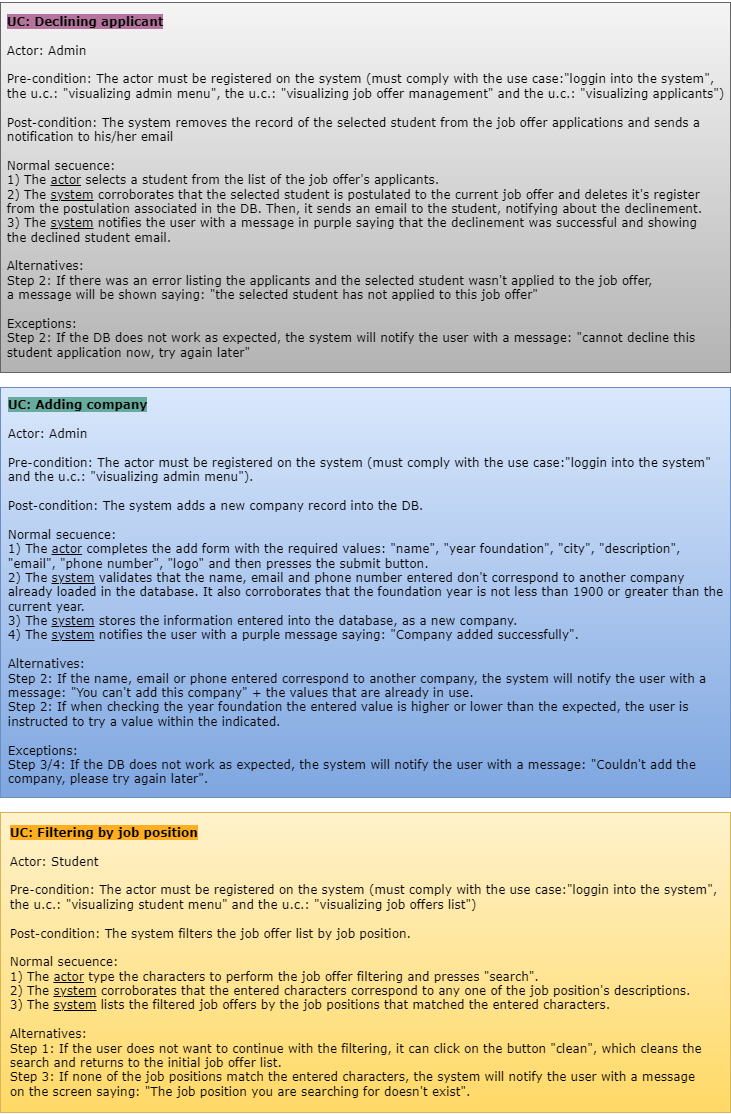 UC: Declining applicant
Actor: Admin
Pre-condition: The actor must be registered on the system (must comply with the use case:"loggin into the system",
the u.c.: "visualizing admin menu", the u.c.: "visualizing job offer management" and the u.c.: "visualizing applicants")
Post-condition: The system removes the record of the selected student from the job offer applications and sends a
notification to his/her email
Normal secuence:
1) The actor selects a student from the list of the job offer's applicants.
2) The system corroborates that the selected student is postulated to the current job offer and deletes it's register
from the postulation associated in the DB. Then, it sends an email to the student, notifying about the declinement.
3) The system notifies the user with a message in purple saying that the declinement was successful and showing
the declined student email.
Alternatives:
Step 2: If there was an error listing the applicants and the selected student wasn't applied to the job offer,
a message will be shown saying: "the selected student has not applied to this job offer"
Exceptions:
Step 2: If the DB does not work as expected, the system will notify the user with a message: "cannot decline this
student application now, try again later"
UC: Adding company
Actor: Admin
Pre-condition: The actor must be registered on the system (must comply with the use case:"loggin into the system"
and the u.c.: "visualizing admin menu").
Post-condition: The system adds a new company record into the DB.
Normal secuence:
1) The actor completes the add form with the required values: "name", "year foundation", "city", "description",
"email", "phone number", "logo" and then presses the submit button.
2) The system validates that the name, email and phone number entered don't correspond to another company
already loaded in the database. It also corroborates that the foundation year is not less than 1900 or greater than the
current year.
3) The system stores the information entered into the database, as a new company.
4) The system notifies the user with a purple message saying: "Company added successfully".
Alternatives:
Step 2: If the name, email or phone entered correspond to another company, the system will notify the user with a
message: "You can't add this company" + the values that are already in use.
Step 2: If when checking the year foundation the entered value is higher or lower than the expected, the user is
instructed to try a value within the indicated.
Exceptions:
Step 3/4: If the DB does not work as expected, the system will notify the user with a message: "Couldn't add the
company, please try again later".
UC: Filtering by job position
Actor: Student
Pre-condition: The actor must be registered on the system (must comply with the use case:"loggin into the system",
the u.c.: "visualizing student menu" and the u.c.: "visualizing job offers list")
Post-condition: The system filters the job offer list by job position.
Normal secuence:
1) The actor type the characters to perform the job offer filtering and presses "search".
2) The system corroborates that the entered characters correspond to any one of the job position's descriptions.
3) The system lists the filtered job offers by the job positions that matched the entered characters.
Alternatives:
Step 1: If the user does not want to continue with the filtering, it can click on the button "clean", which cleans the
search and returns to the initial job offer list.
Step 3: If none of the job positions match the entered characters, the system will notify the user with a message
on the screen saying: "The job position you are searching for doesn't exist".